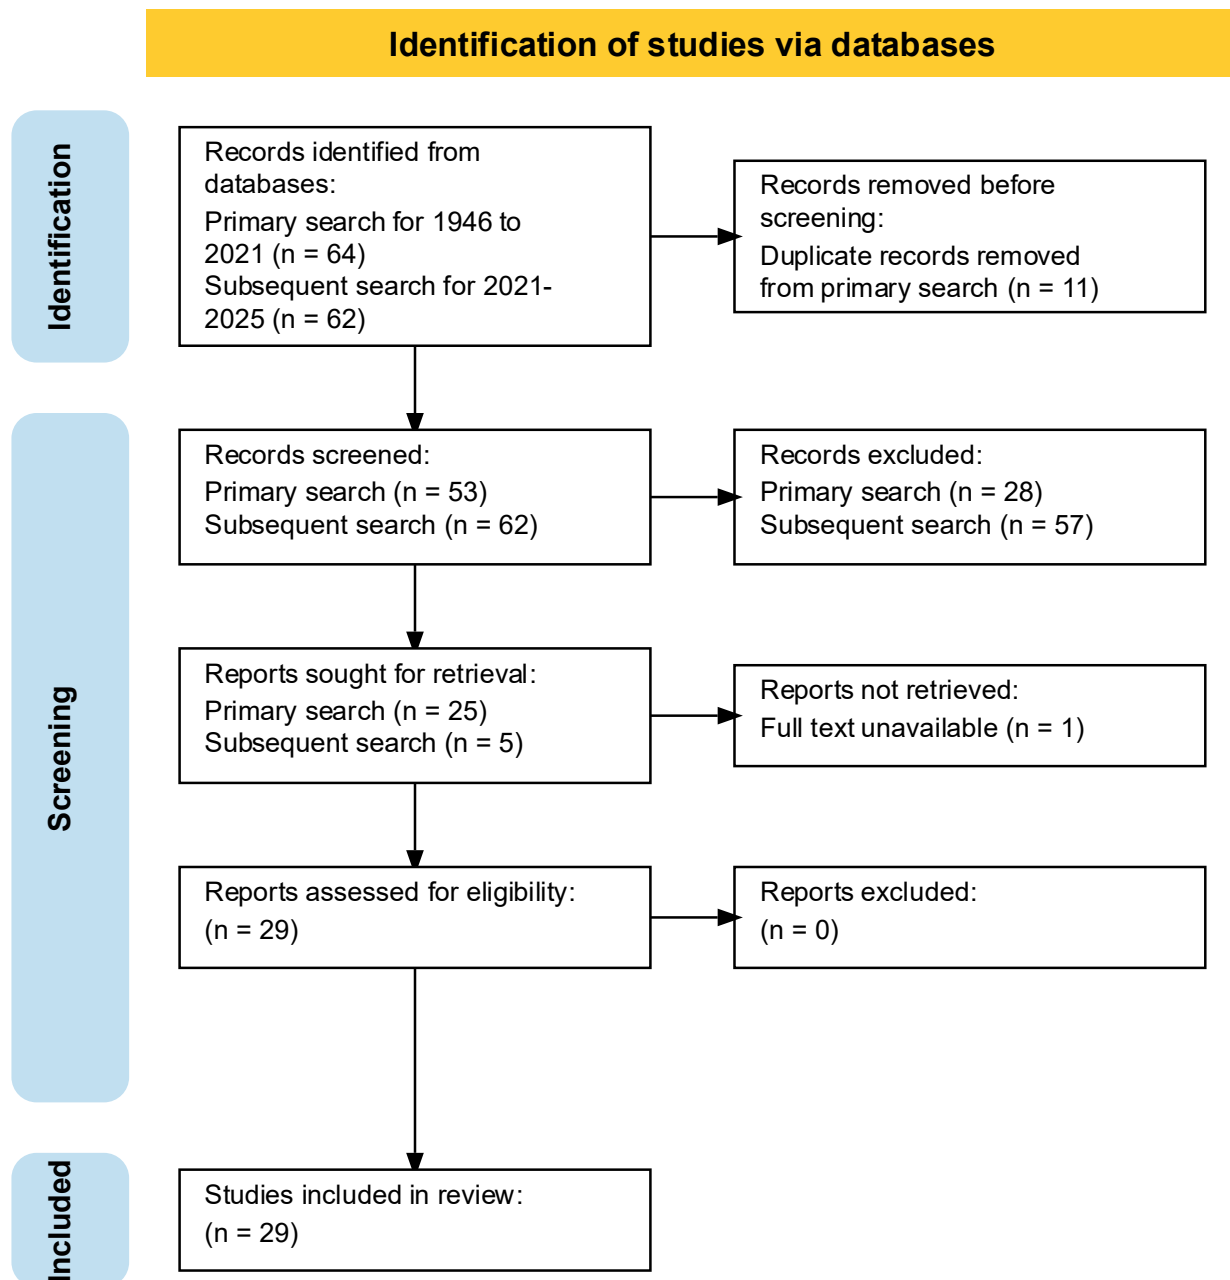 Identification of studies via databases
Identification
Records identified from
databases:
Primary search for 1946 to
2021 (n = 64)
Subsequent search for 2021-
2025 (n = 62)
Records removed before
screening:
Duplicate records removed
from primary search (n = 11)
Screening
Records screened:
Primary search (n = 53)
Subsequent search (n = 62)
Records excluded:
Primary search (n = 28)
Subsequent search (n = 57)
Reports sought for retrieval:
Primary search (n = 25)
Subsequent search (n = 5)
Reports not retrieved:
Full text unavailable (n = 1)
Reports assessed for eligibility:
(n = 29)
Reports excluded:
(n = 0)
Included
Studies included in review:
(n = 29)